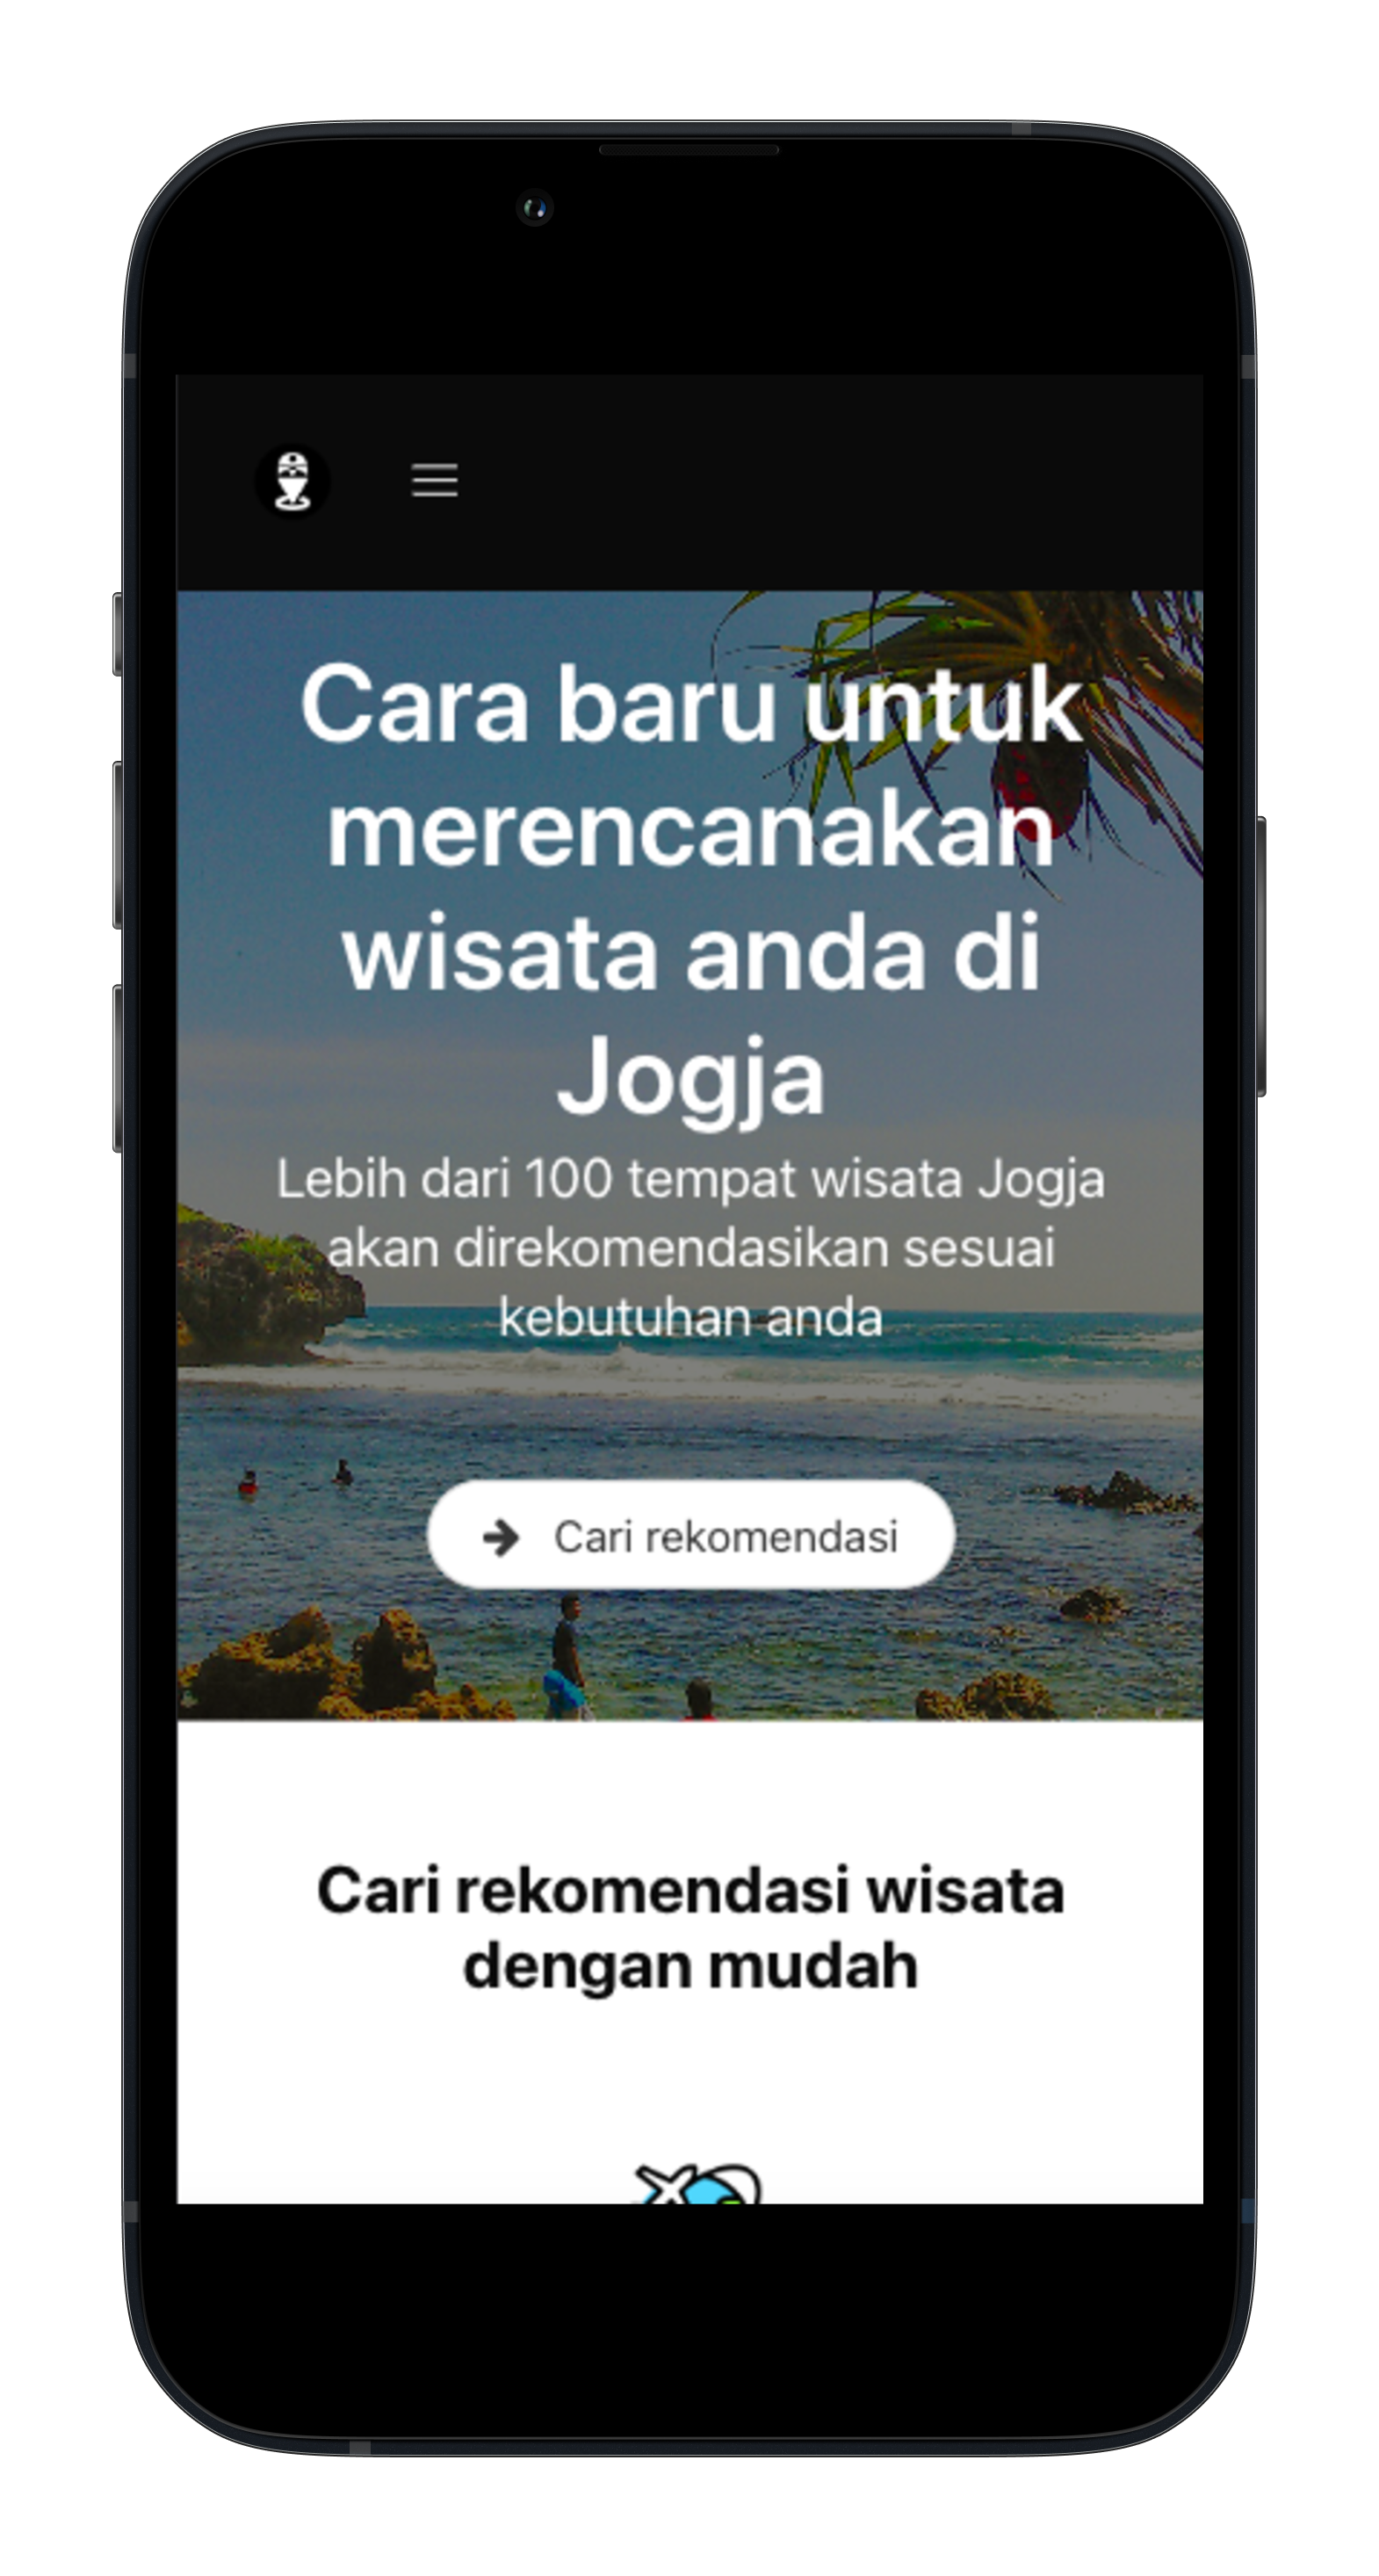 Cara baru untuk
merencanakan
wisata anda di
Jogja
Lebih dari 100 tempat wisata Jogja
akan direkomendasikan sesuai
kebutuhan anda
Cari rekomendasi
Cari rekomendasi wisata
dengan mudah